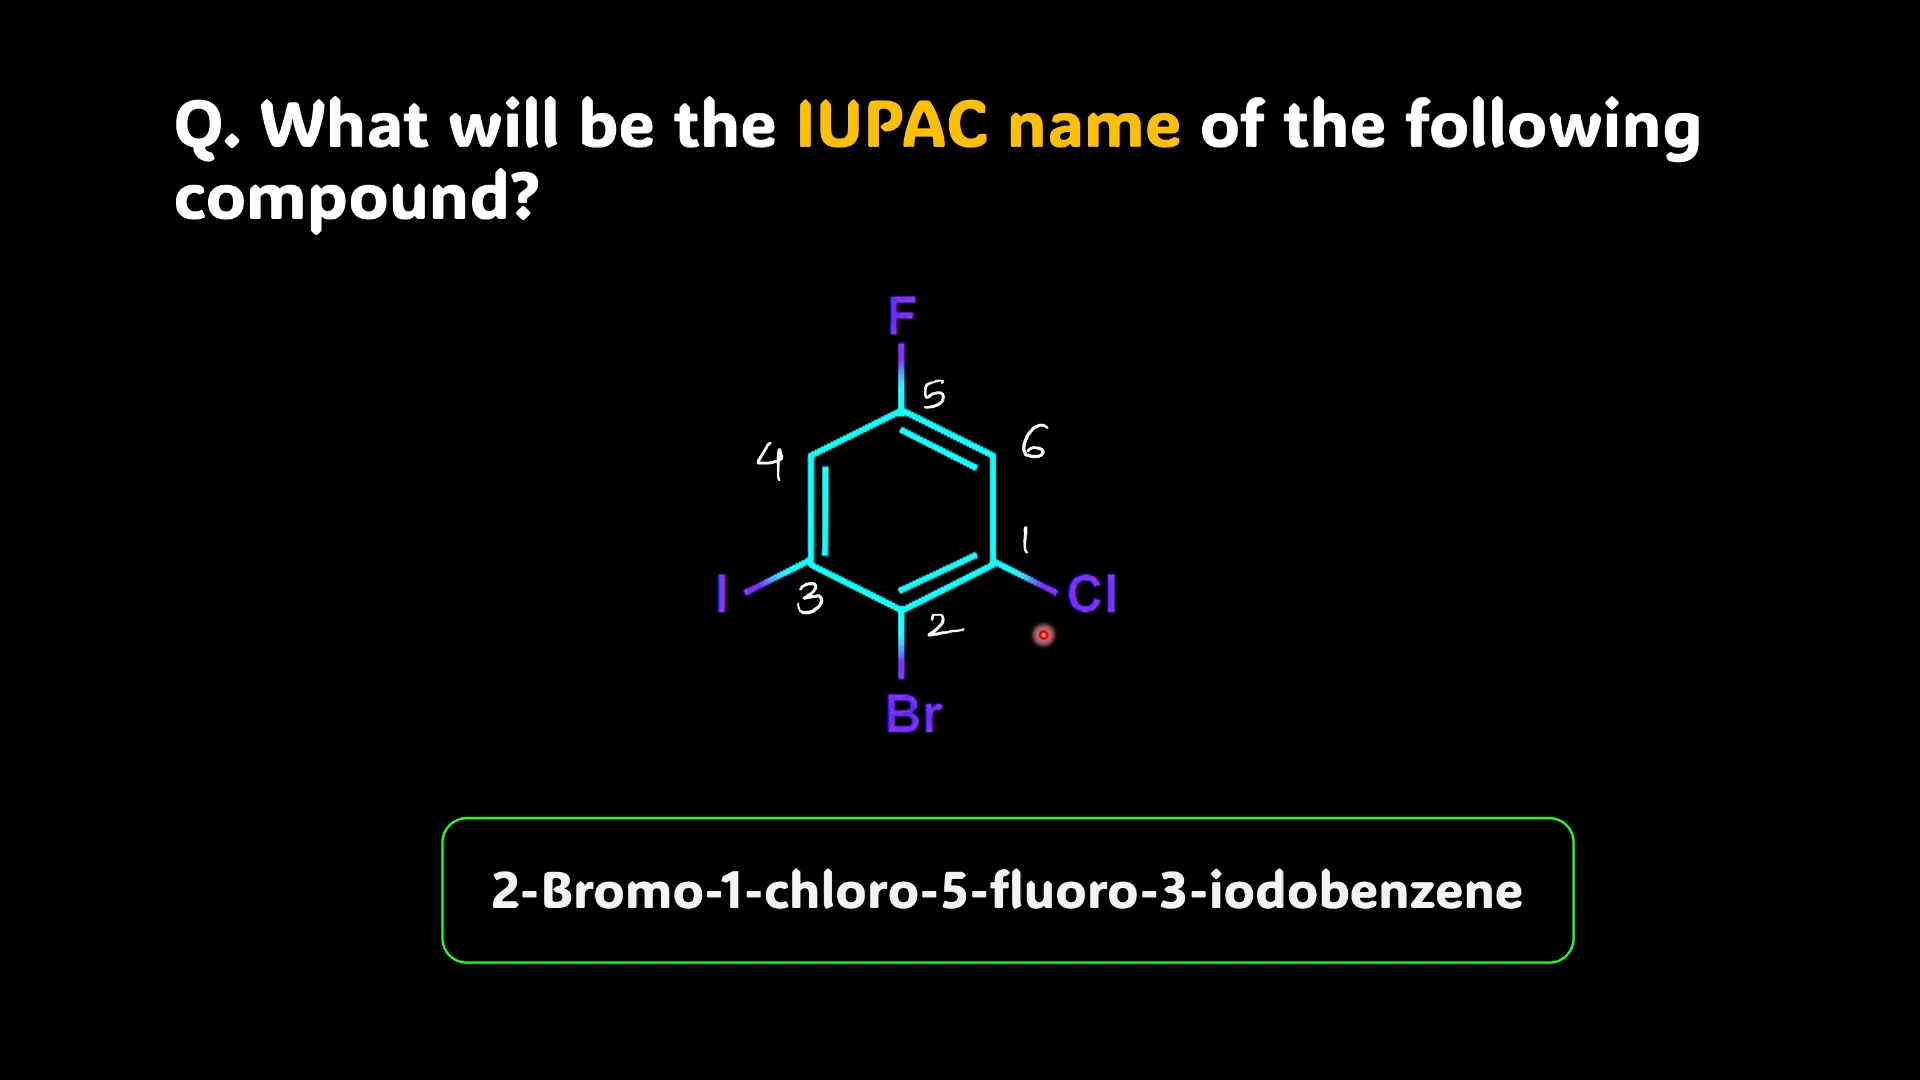 Q. What will be the IUPAC name of the following
compound?
F
5
4
6
1
I
3
Cl
2
Br
2-Bromo-1-chloro-5-fluoro-3-iodobenzene